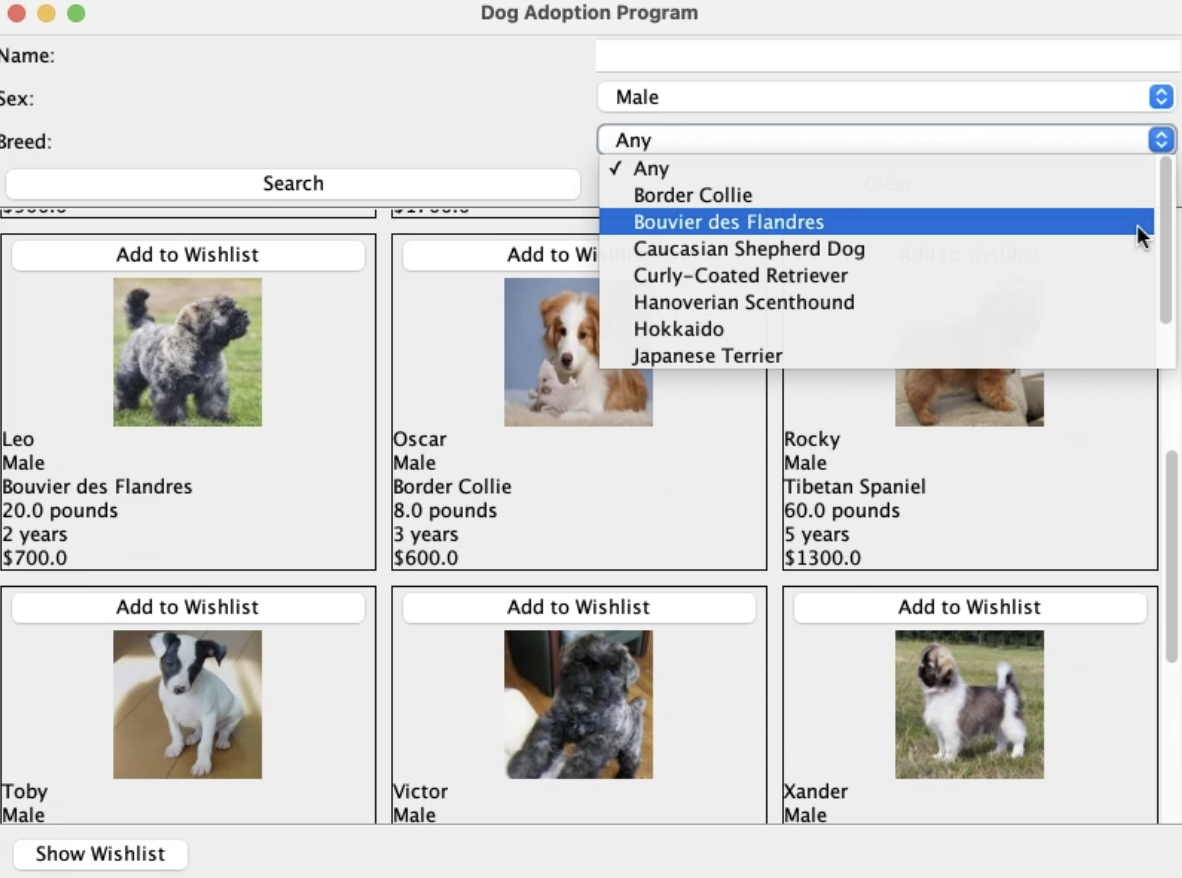 Dog Adoption Program
Name:
Sex:
Male
Breed:
Any
Search
Clear
✓ Any
Border Collie
Bouvier des Flandres
Caucasian Shepherd Dog
Curly-Coated Retriever
Hanoverian Scenthound
Hokkaido
Japanese Terrier
Add to Wishlist
Add to Wi
Add to Wishlist
Leo
Male
Bouvier des Flandres
20.0 pounds
2 years
$700.0
Oscar
Male
Border Collie
8.0 pounds
3 years
$600.0
Rocky
Male
Tibetan Spaniel
60.0 pounds
5 years
$1300.0
Add to Wishlist
Add to Wishlist
Add to Wishlist
Toby
Male
Victor
Male
Xander
Male
Show Wishlist